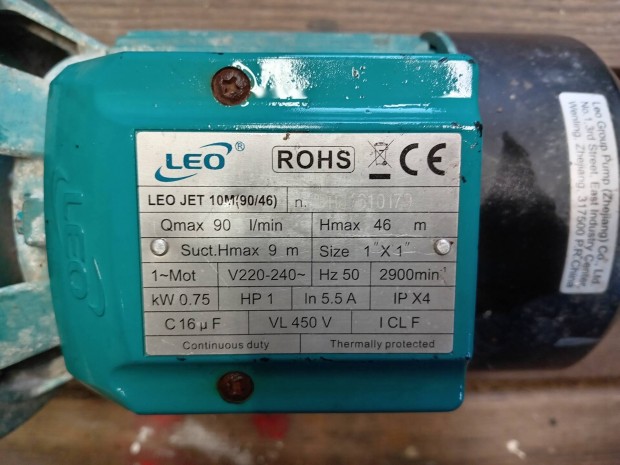 LEO®
ROHS CE
LEO JET 10M(90/46) n.
Qmax 90 l/min Hmax 46 m
Suct.Hmax 9 m Size 1"X1"
1~Mot V220-240~ Hz 50 2900min⁻¹
kW 0.75 HP 1 In 5.5 A IP X4
C 16 µ F VL 450 V I CL F
Continuous duty Thermally protected
LEO
Leo Group Pump (Zhejiang) Co., Ltd
No. 1, 3rd Street, East Industry Center
Wenling Zhejiang 317500 P.R.China